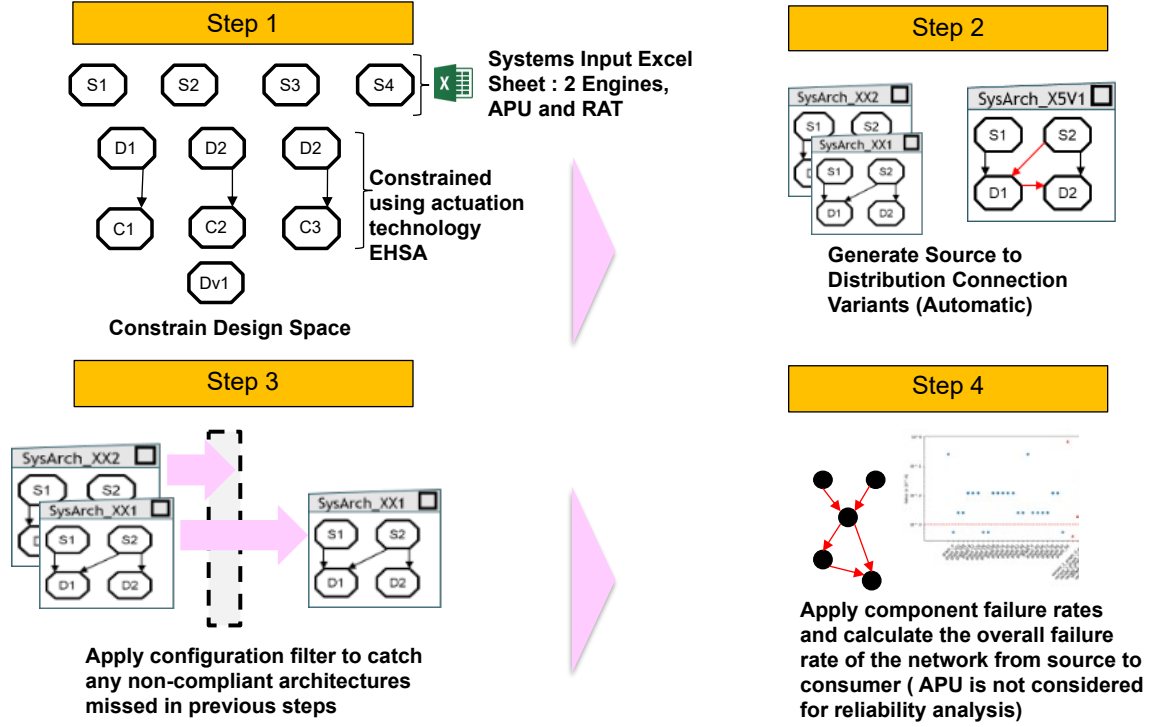 Step 1
S1
S2
S3
S4
X
Systems Input Excel
Sheet : 2 Engines,
APU and RAT
D1
D2
D2
C1
C2
C3
Constrained
using actuation
technology
EHSA
Dv1
Constrain Design Space
Step 2
SysArch_XX2
S1
S2
SysArch_XX1
S1
S2
D1
D2
SysArch_X5V1
S1
S2
D1
D2
Generate Source to
Distribution Connection
Variants (Automatic)
Step 3
SysArch_XX2
S1
S2
SysArch_XX1
S1
S2
D1
D2
SysArch_XX1
S1
S2
D1
D2
Apply configuration filter to catch
any non-compliant architectures
missed in previous steps
Step 4
Apply component failure rates
and calculate the overall failure
rate of the network from source to
consumer ( APU is not considered
for reliability analysis)